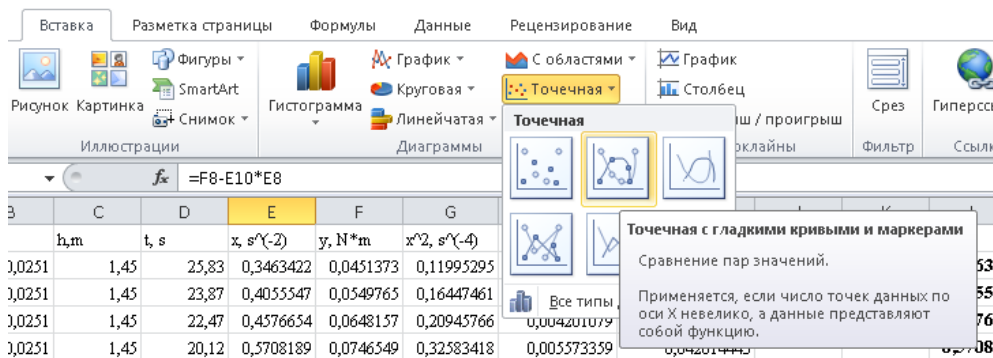 Вставка Разметка страницы Формулы Данные Рецензирование Вид
Рисунок Картинка Фигуры SmartArt Снимок Гистограмма График Круговая Линейчатая С областями Точечная График Столбец Срез
Иллюстрации Диаграммы Фильтр
Точечная
fx =F8-E10*E8
C D E F G
h,m t, s x, s^(-2) y, N*m x^2, s^(-4)
0,0251 1,45 25,83 0,3463422 0,0451373 0,11995295
0,0251 1,45 23,87 0,4055547 0,0549765 0,16447461
0,0251 1,45 22,47 0,4576654 0,0648157 0,20945766 0,004201079
1,45 20,12 0,5708189 0,0746549 0,32583418 0,005573359
Все типы
Точечная с гладкими кривыми и маркерами
Сравнение пар значений.
Применяется, если число точек данных по
оси X невелико, а данные представляют
собой функцию.